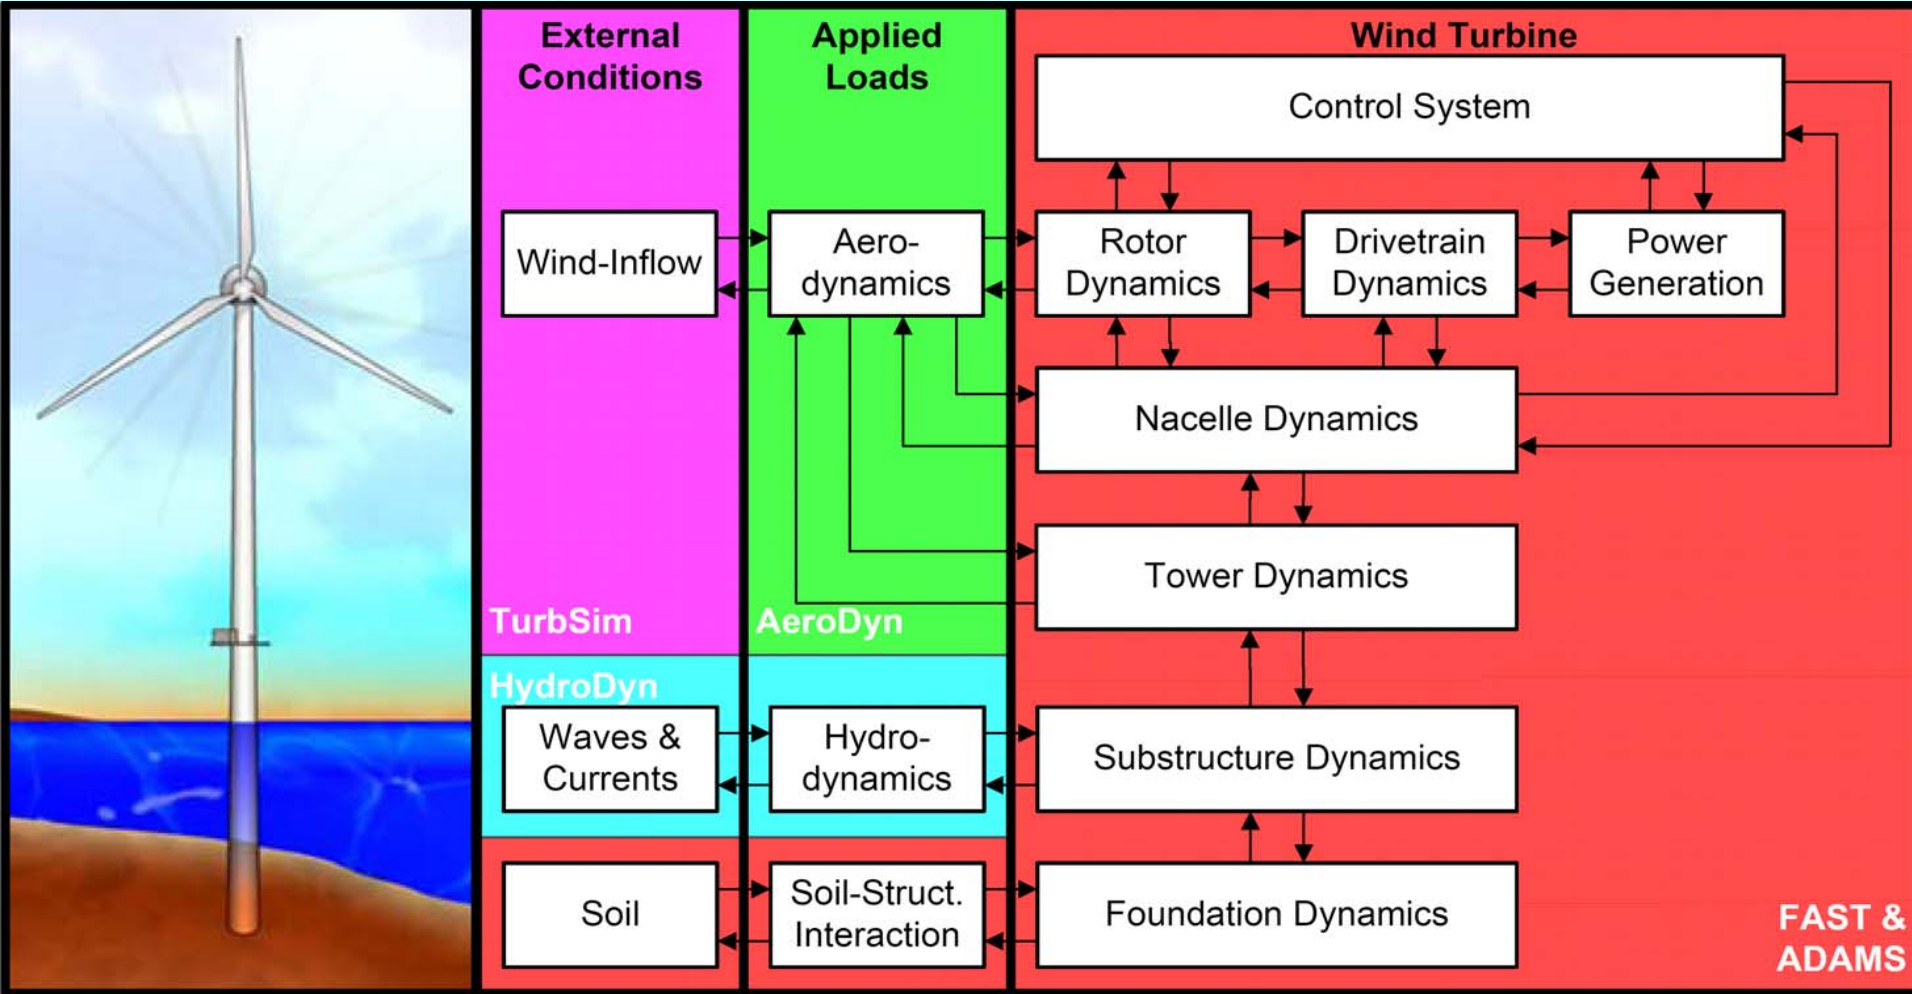 External
Conditions
Applied
Loads
Wind Turbine
Control System
Wind-Inflow
Aero-
dynamics
Rotor
Dynamics
Drivetrain
Dynamics
Power
Generation
Nacelle Dynamics
Tower Dynamics
TurbSim
AeroDyn
HydroDyn
Waves &
Currents
Hydro-
dynamics
Substructure Dynamics
Soil
Soil-Struct.
Interaction
Foundation Dynamics
FAST &
ADAMS